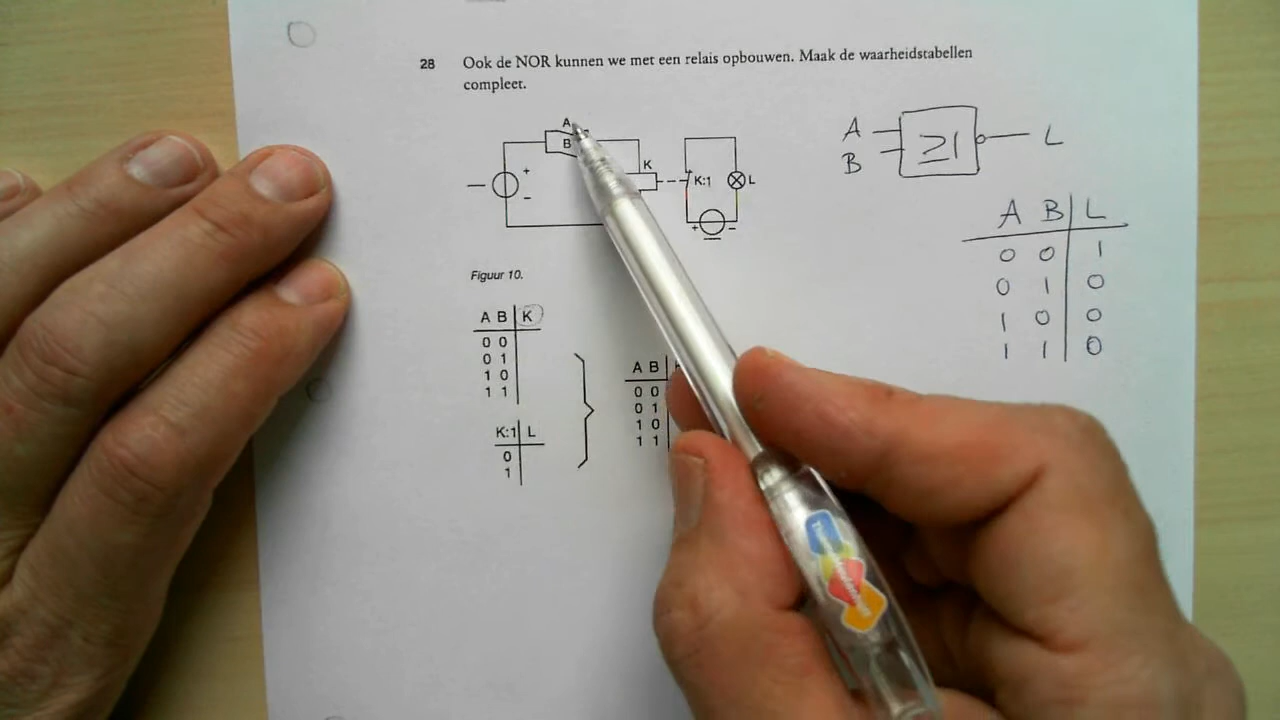 28 Ook de NOR kunnen we met een relais opbouwen. Maak de waarheidstabellen
compleet.
A
B
K
+
−
K:1
L
+ −
A
B
≥1
L
A B L
0 0 1
0 1 0
1 0 0
1 1 0
Figuur 10.
A B K
0 0
0 1
1 0
1 1
K:1 L
0
1
A B
0 0
0 1
1 0
1 1